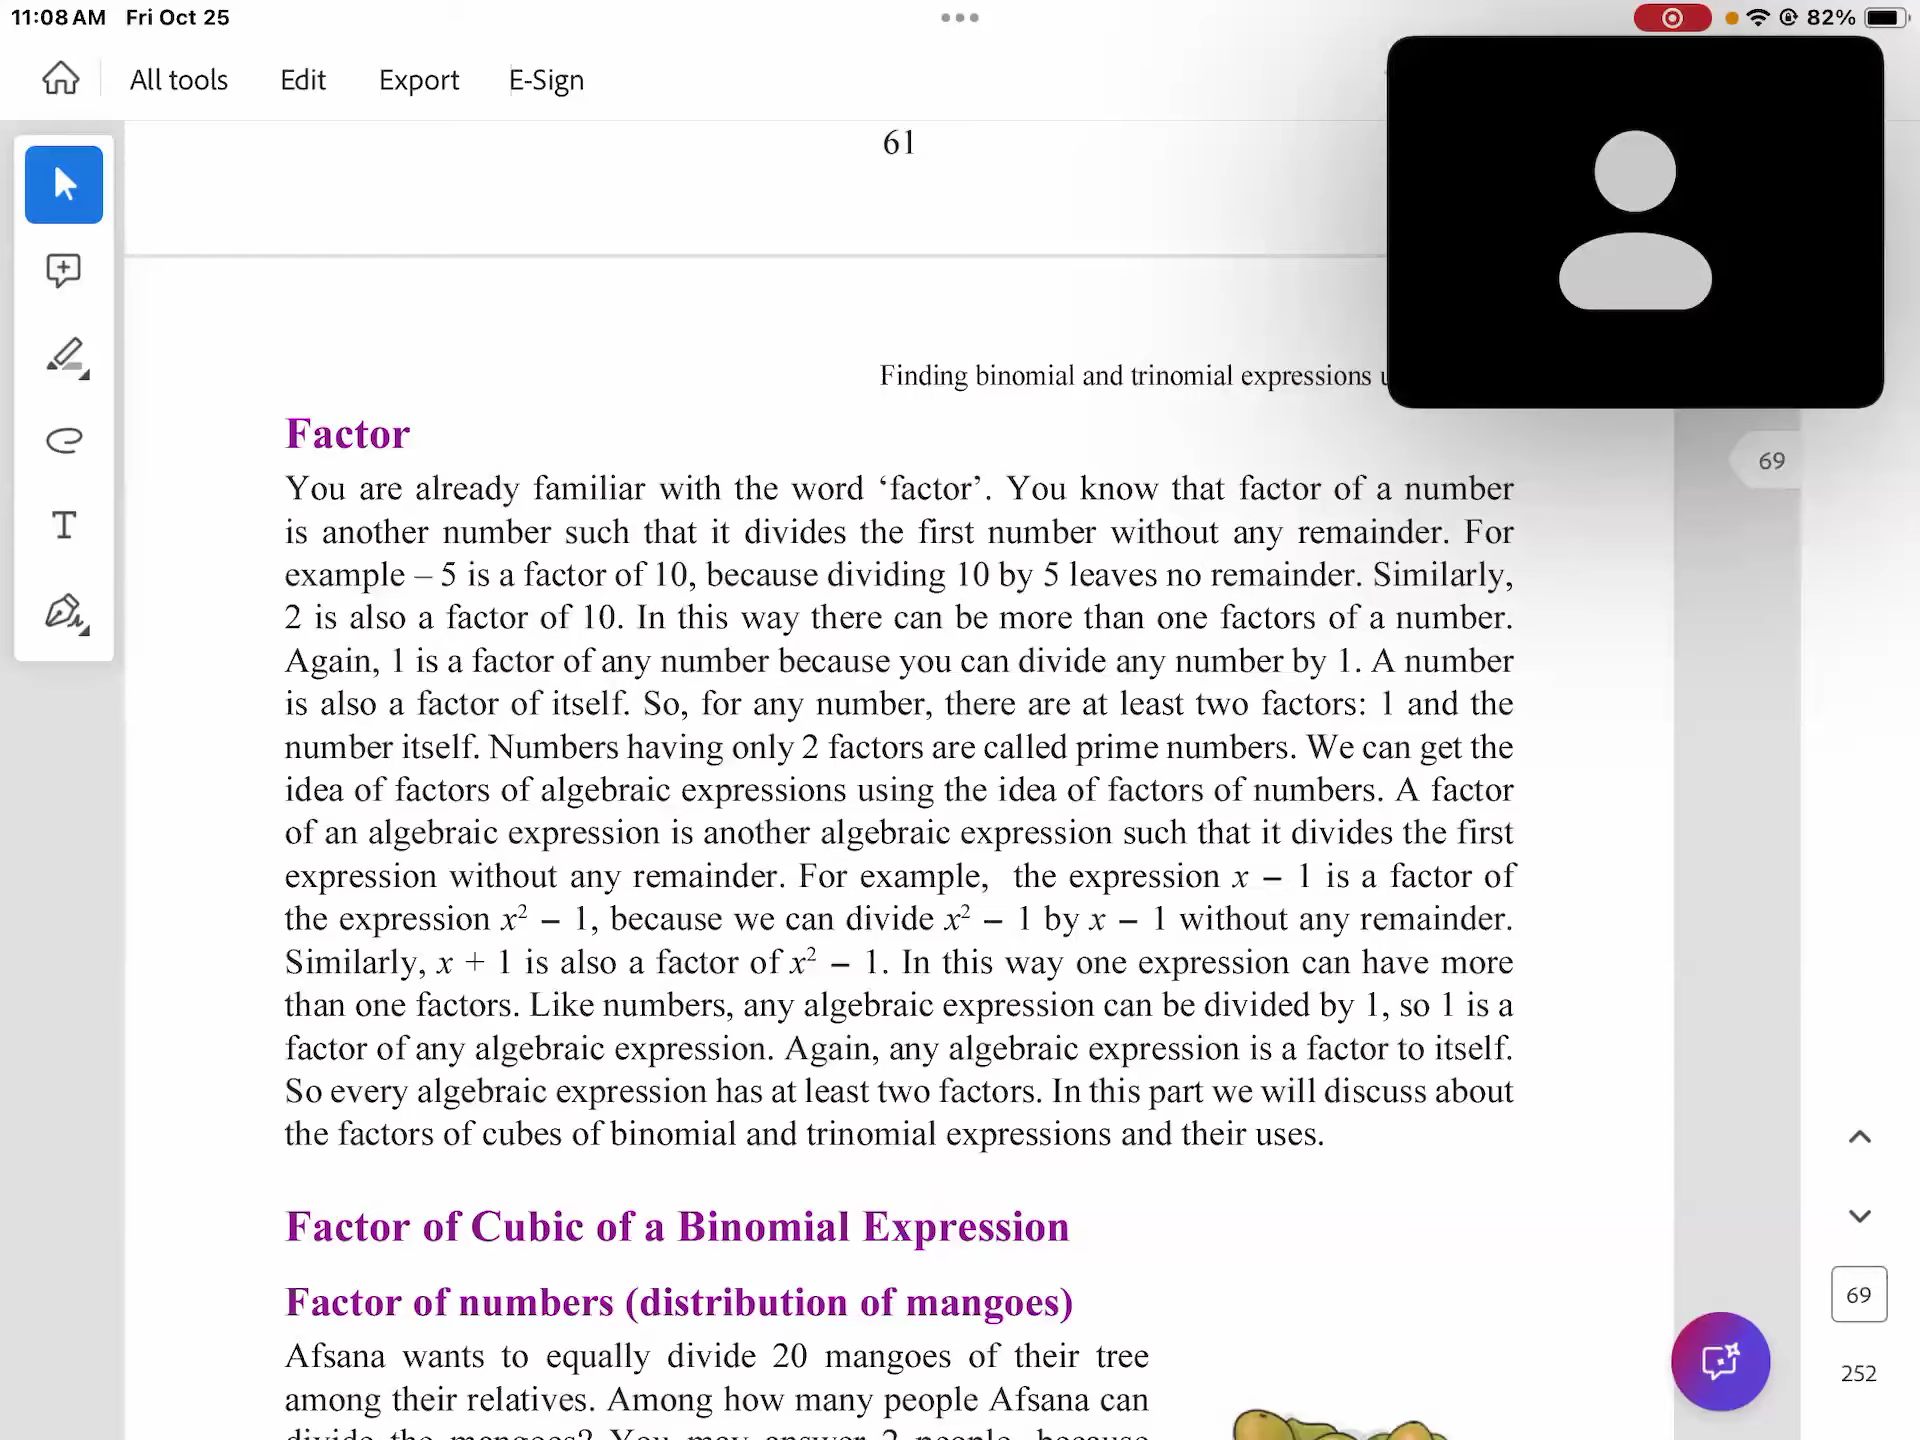 11:08 AM Fri Oct 25
82%
All tools Edit Export E-Sign
61
Finding binomial and trinomial expressions
Factor
69
You are already familiar with the word ‘factor’. You know that factor of a number
is another number such that it divides the first number without any remainder. For
example – 5 is a factor of 10, because dividing 10 by 5 leaves no remainder. Similarly,
2 is also a factor of 10. In this way there can be more than one factors of a number.
Again, 1 is a factor of any number because you can divide any number by 1. A number
is also a factor of itself. So, for any number, there are at least two factors: 1 and the
number itself. Numbers having only 2 factors are called prime numbers. We can get the
idea of factors of algebraic expressions using the idea of factors of numbers. A factor
of an algebraic expression is another algebraic expression such that it divides the first
expression without any remainder. For example, the expression x − 1 is a factor of
the expression x² − 1, because we can divide x² − 1 by x − 1 without any remainder.
Similarly, x + 1 is also a factor of x² − 1. In this way one expression can have more
than one factors. Like numbers, any algebraic expression can be divided by 1, so 1 is a
factor of any algebraic expression. Again, any algebraic expression is a factor to itself.
So every algebraic expression has at least two factors. In this part we will discuss about
the factors of cubes of binomial and trinomial expressions and their uses.
Factor of Cubic of a Binomial Expression
Factor of numbers (distribution of mangoes)
69
Afsana wants to equally divide 20 mangoes of their tree
252
among their relatives. Among how many people Afsana can
divide the mangoes? You may answer 2 people, because